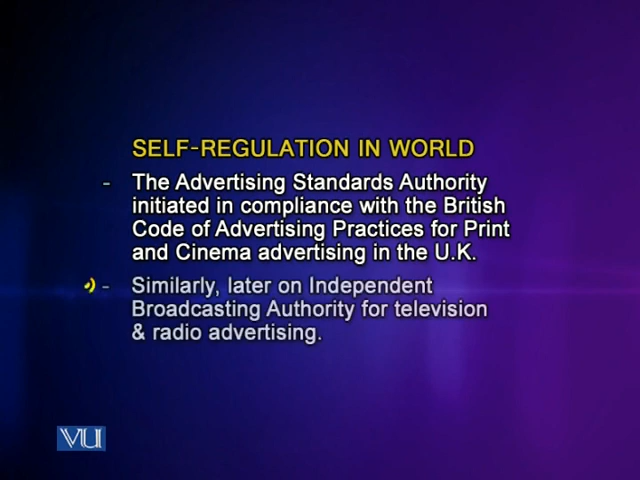 SELF-REGULATION IN WORLD
- The Advertising Standards Authority
initiated in compliance with the British
Code of Advertising Practices for Print
and Cinema advertising in the U.K.
- Similarly, later on Independent
Broadcasting Authority for television
& radio advertising.
VU